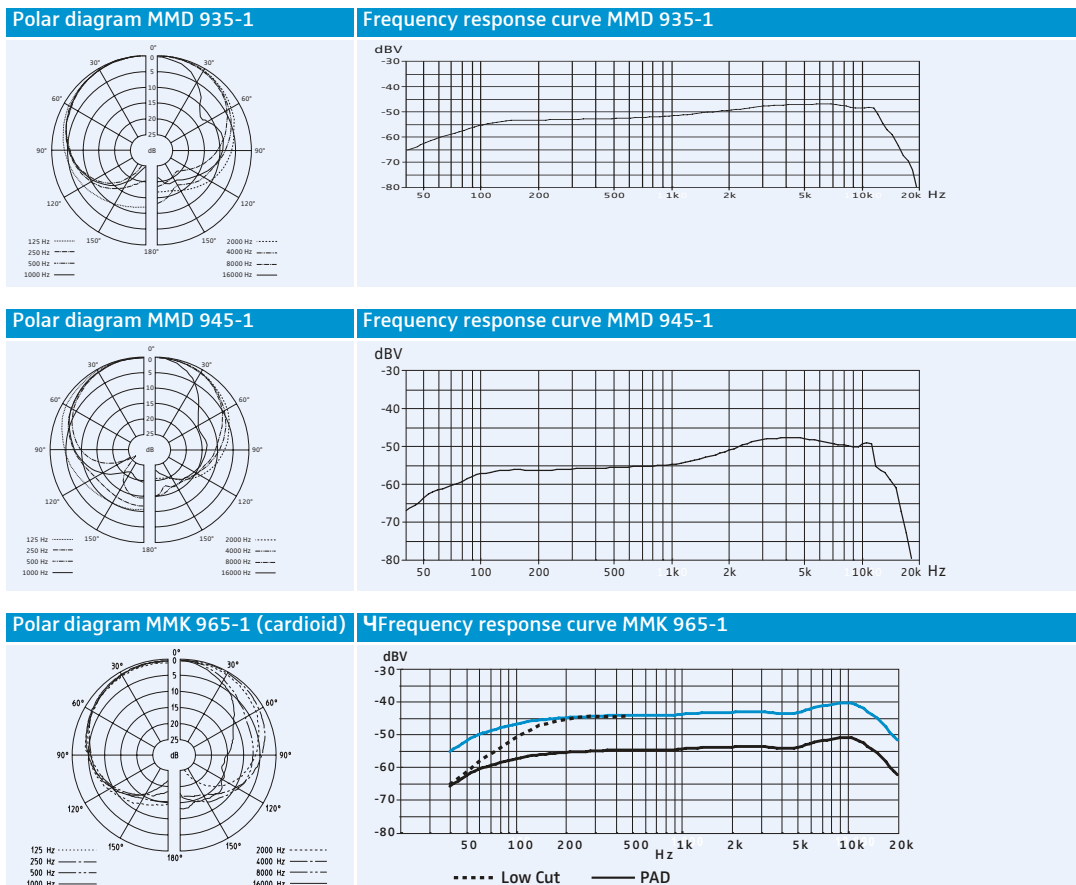 Polar diagram MMD 935-1
Frequency response curve MMD 935-1
0°
30°
30°
60°
60°
90°
90°
120°
120°
150°
150°
180°
0
5
10
15
20
25
dB
125 Hz
250 Hz
500 Hz
1000 Hz
2000 Hz
4000 Hz
8000 Hz
16000 Hz
dBV
-30
-40
-50
-60
-70
-80
50 100 200 500 1k 2k 5k 10k 20k Hz
Polar diagram MMD 945-1
Frequency response curve MMD 945-1
0°
30°
30°
60°
60°
90°
90°
120°
120°
150°
150°
180°
0
5
10
15
20
25
dB
125 Hz
250 Hz
500 Hz
1000 Hz
2000 Hz
4000 Hz
8000 Hz
16000 Hz
dBV
-30
-40
-50
-60
-70
-80
50 100 200 500 1k 2k 5k 10k 20k Hz
Polar diagram MMK 965-1 (cardioid)
Frequency response curve MMK 965-1
0°
30°
30°
60°
60°
90°
90°
120°
120°
150°
150°
180°
0
5
10
15
20
25
dB
125 Hz
250 Hz
500 Hz
1000 Hz
2000 Hz
4000 Hz
8000 Hz
16000 Hz
dBV
-30
-40
-50
-60
-70
-80
50 100 200 500 1k 2k 5k 10k 20k
Hz
Low Cut PAD